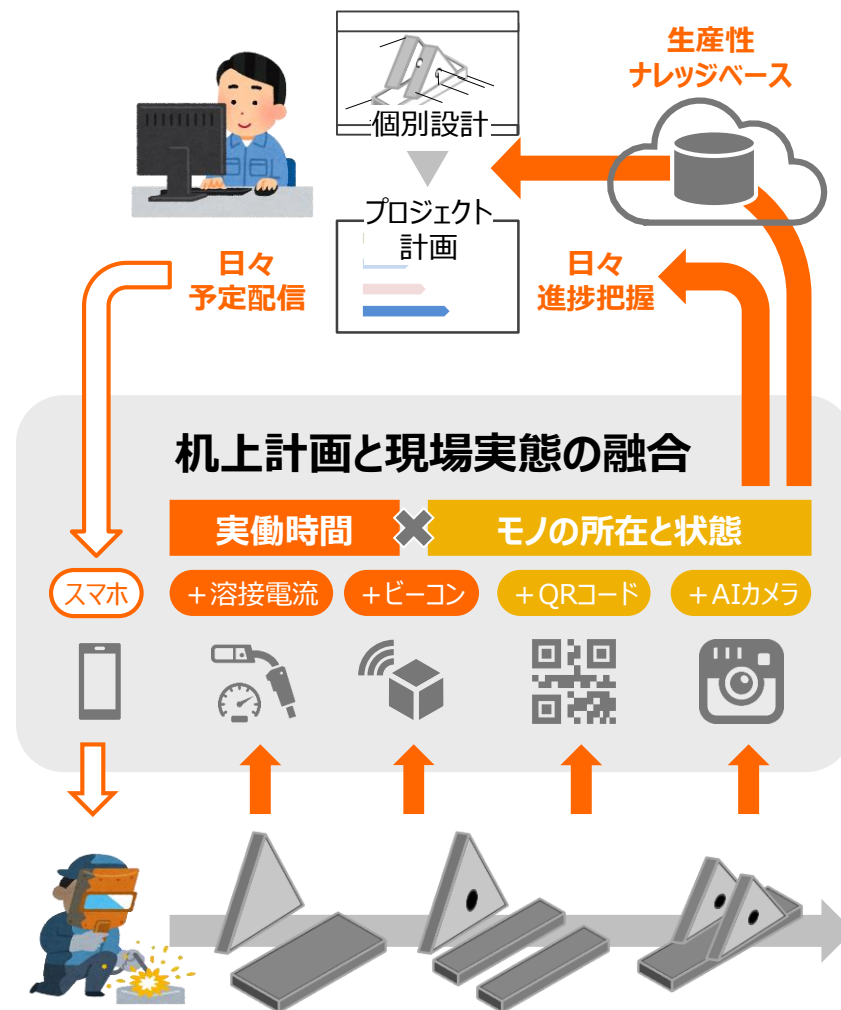 生産性
ナレッジベース
個別設計
プロジェクト
計画
日々
予定配信
日々
進捗把握
机上計画と現場実態の融合
実働時間
モノの所在と状態
スマホ
＋溶接電流
＋ビーコン
＋QRコード
＋AIカメラ